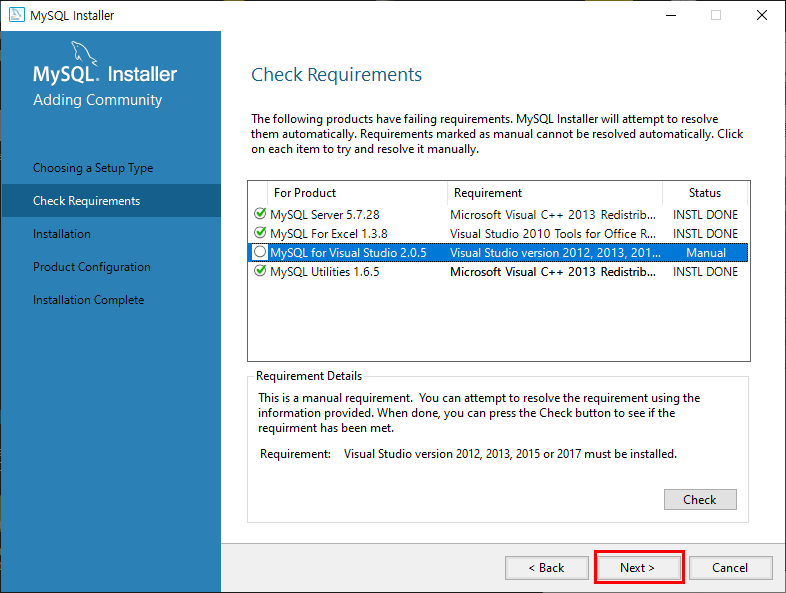 MySQL Installer
MySQL. Installer
Adding Community
Choosing a Setup Type
Check Requirements
Installation
Product Configuration
Installation Complete
Check Requirements
The following products have failing requirements. MySQL Installer will attempt to resolve
them automatically. Requirements marked as manual cannot be resolved automatically. Click
on each item to try and resolve it manually.
For Product Requirement Status
MySQL Server 5.7.28 Microsoft Visual C++ 2013 Redistrib... INSTL DONE
MySQL For Excel 1.3.8 Visual Studio 2010 Tools for Office R... INSTL DONE
MySQL for Visual Studio 2.0.5 Visual Studio version 2012, 2013, 201... Manual
MySQL Utilities 1.6.5 Microsoft Visual C++ 2013 Redistrib... INSTL DONE
Requirement Details
This is a manual requirement. You can attempt to resolve the requirement using the
information provided. When done, you can press the Check button to see if the
requirment has been met.
Requirement: Visual Studio version 2012, 2013, 2015 or 2017 must be installed.
Check
< Back Next > Cancel